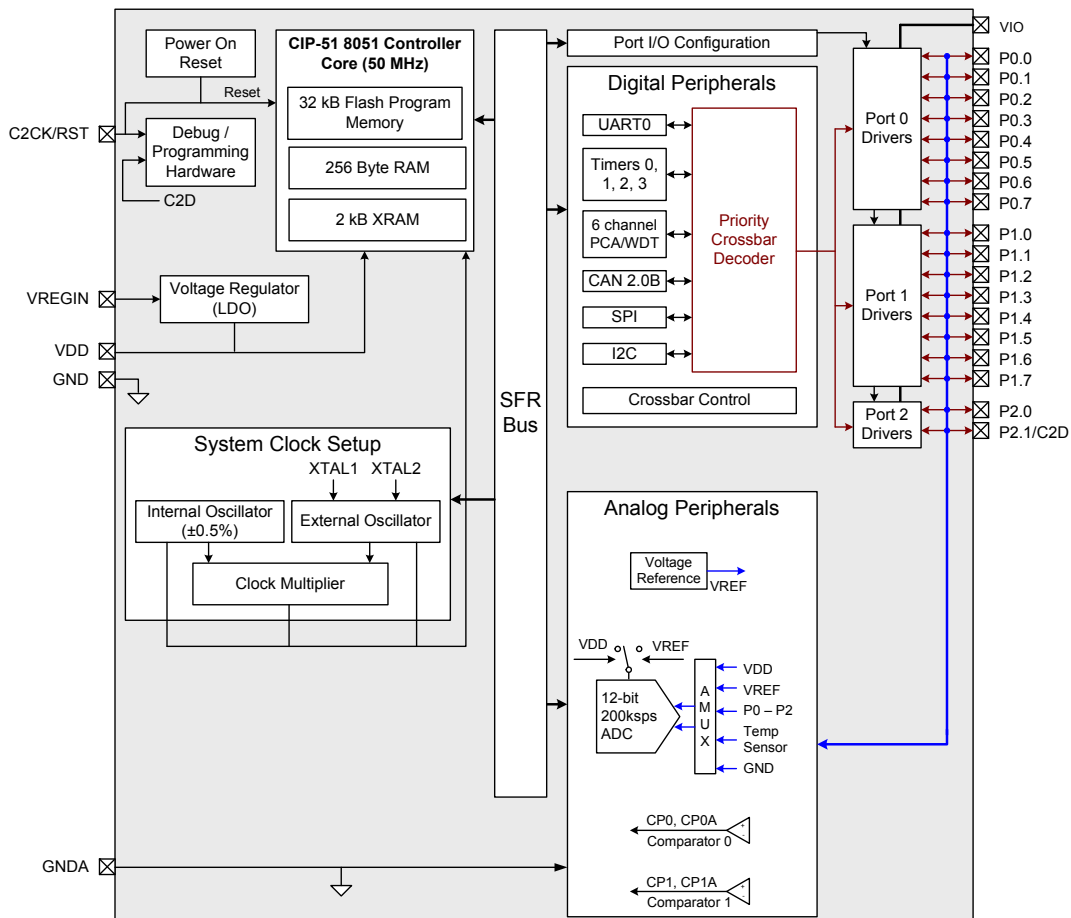 Power On
Reset
Reset
C2CK/RST
Debug /
Programming
Hardware
C2D
CIP-51 8051 Controller
Core (50 MHz)
32 kB Flash Program
Memory
256 Byte RAM
2 kB XRAM
VREGIN
Voltage Regulator
(LDO)
VDD
GND
System Clock Setup
XTAL1
XTAL2
Internal Oscillator
(±0.5%)
External Oscillator
Clock Multiplier
GNDA
SFR
Bus
Port I/O Configuration
Digital Peripherals
UART0
Timers 0,
1, 2, 3
6 channel
PCA/WDT
CAN 2.0B
SPI
I2C
Priority
Crossbar
Decoder
Crossbar Control
Port 0
Drivers
Port 1
Drivers
Port 2
Drivers
VIO
P0.0
P0.1
P0.2
P0.3
P0.4
P0.5
P0.6
P0.7
P1.0
P1.1
P1.2
P1.3
P1.4
P1.5
P1.6
P1.7
P2.0
P2.1/C2D
Analog Peripherals
Voltage
Reference
VREF
VDD
VREF
12-bit
200ksps
ADC
A
M
U
X
VDD
VREF
P0 – P2
Temp
Sensor
GND
CP0, CP0A
+
-
Comparator 0
CP1, CP1A
+
-
Comparator 1